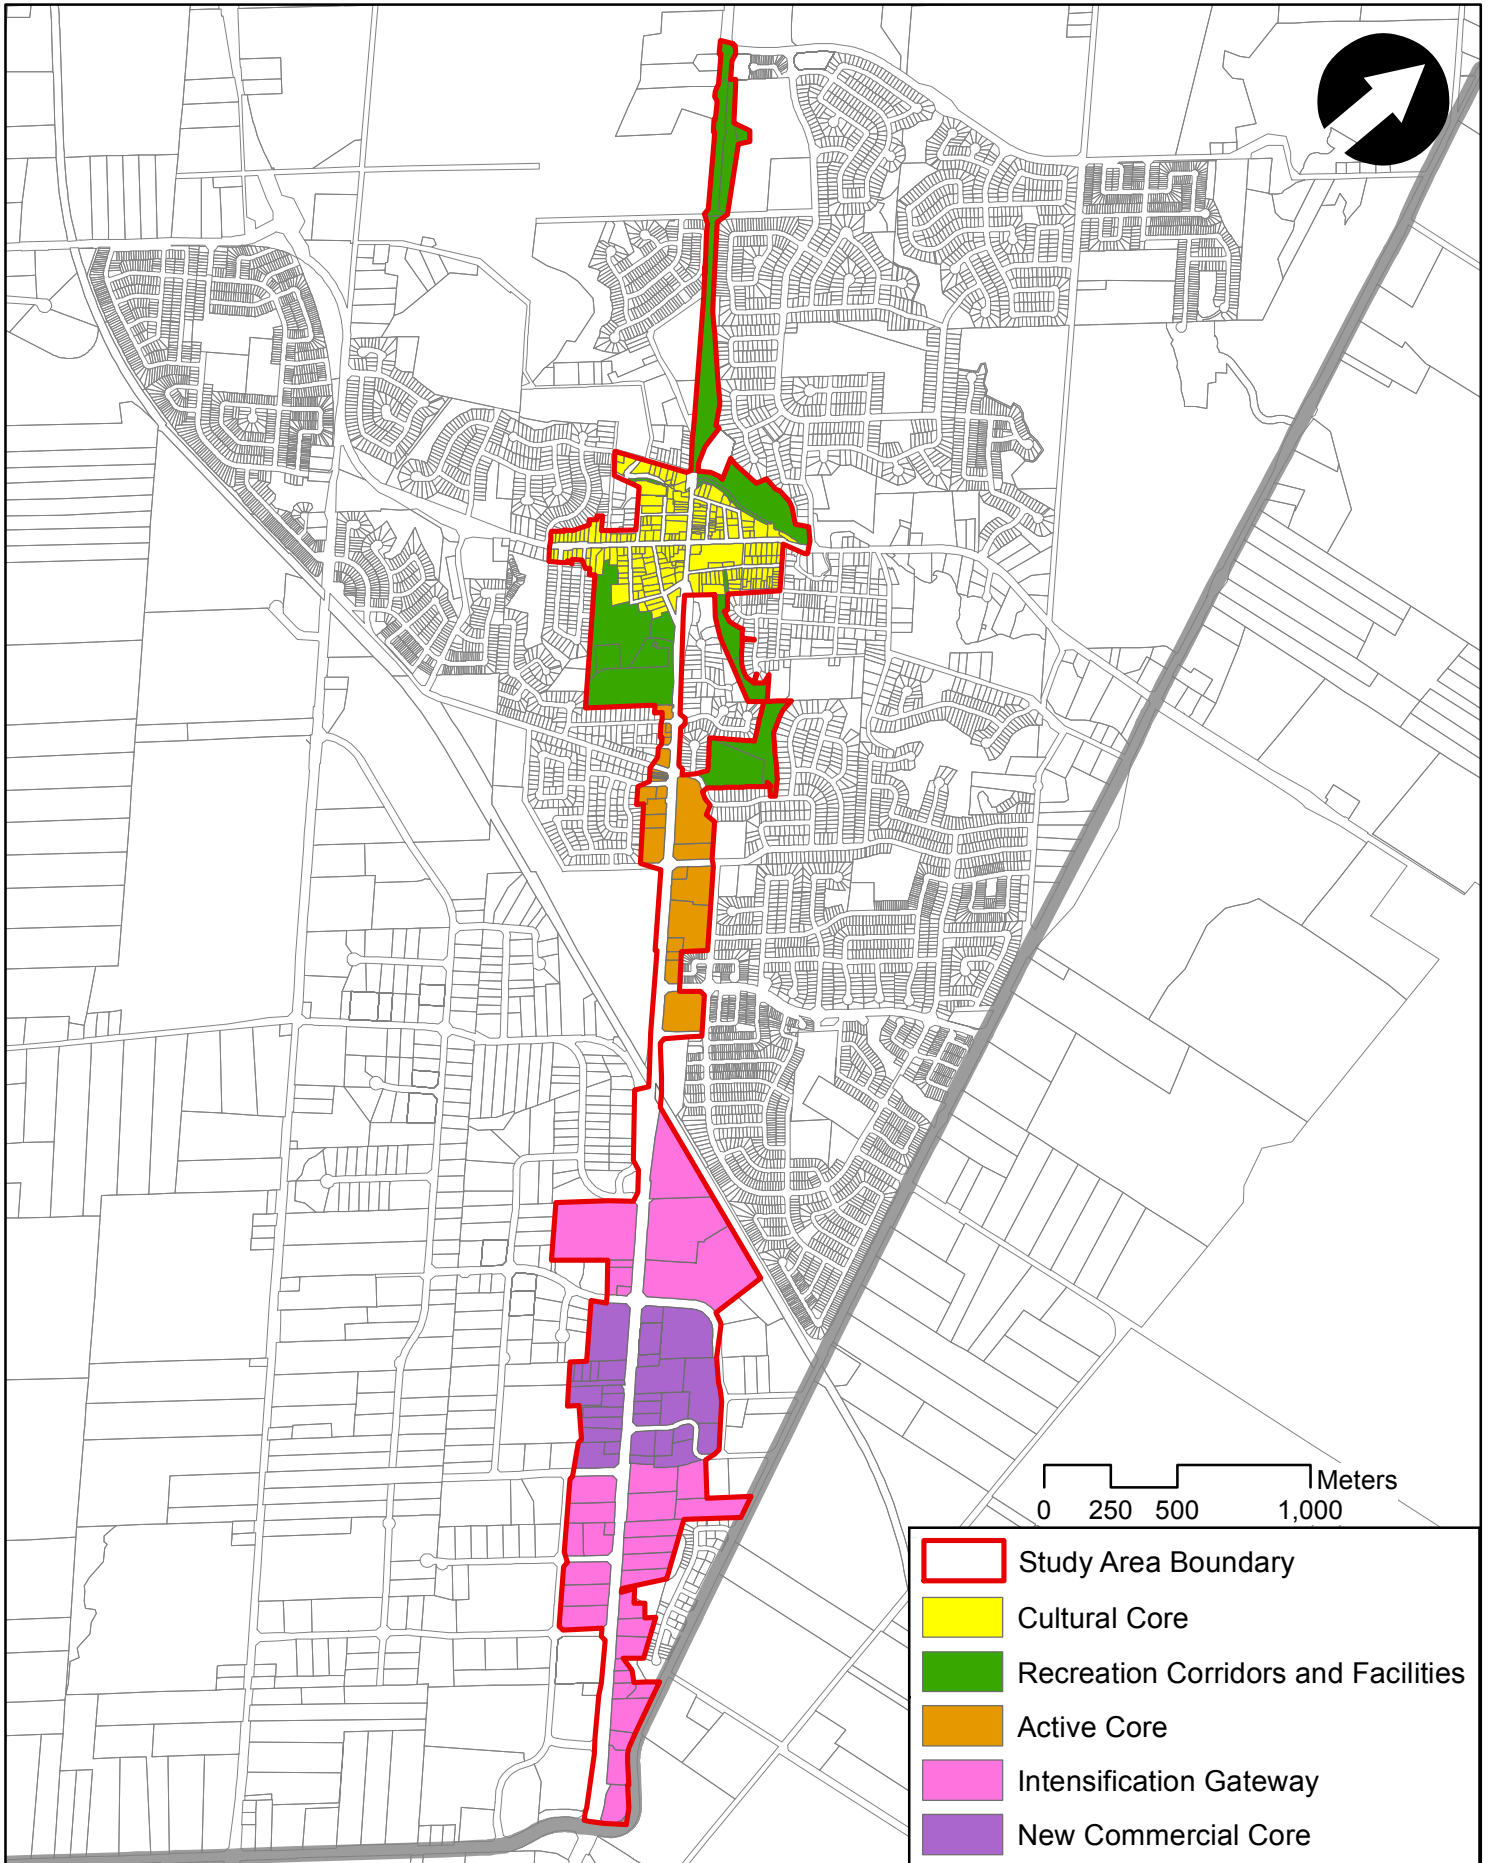 Meters
0 250 500 1,000
Study Area Boundary
Cultural Core
Recreation Corridors and Facilities
Active Core
Intensification Gateway
New Commercial Core